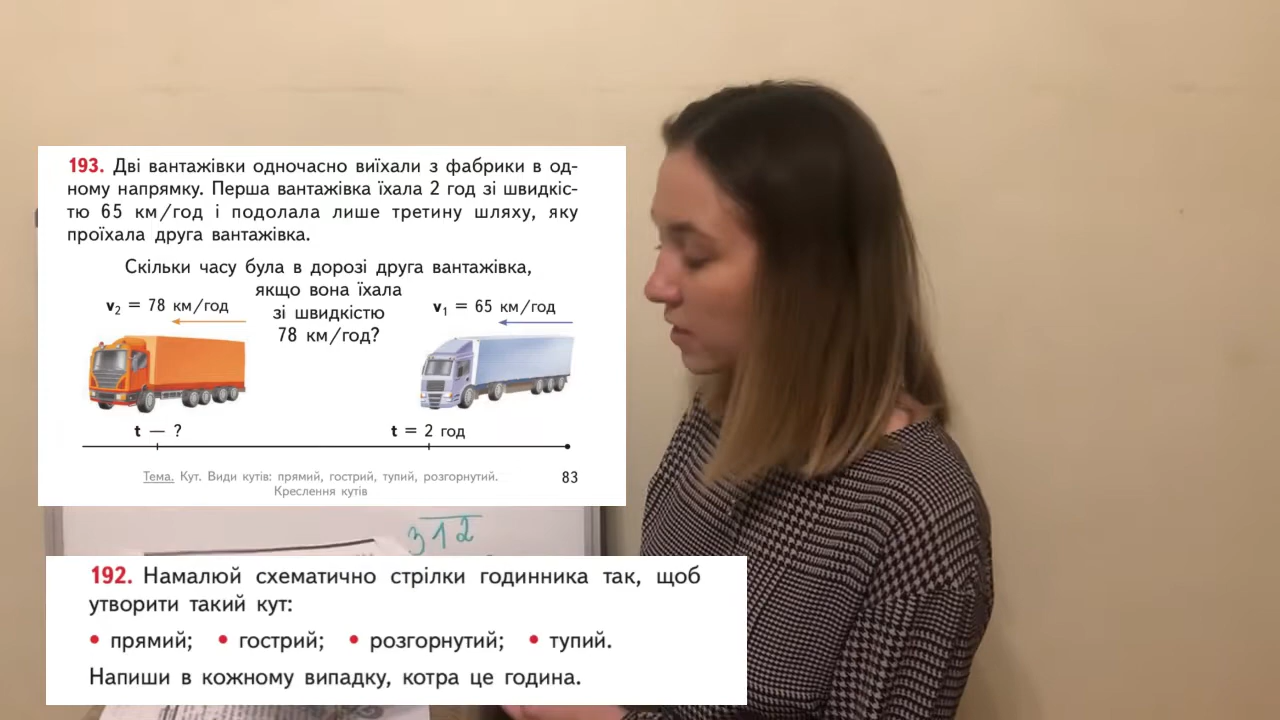 193. Дві вантажівки одночасно виїхали з фабрики в од-
ному напрямку. Перша вантажівка їхала 2 год зі швидкіс-
тю 65 км/год і подолала лише третину шляху, яку
проїхала друга вантажівка.
Скільки часу була в дорозі друга вантажівка,
якщо вона їхала
зі швидкістю
78 км/год?
v₂ = 78 км/год
v₁ = 65 км/год
t — ?
t = 2 год
Тема. Кут. Види кутів: прямий, гострий, тупий, розгорнутий.
Креслення кутів
83
312
192. Намалюй схематично стрілки годинника так, щоб
утворити такий кут:
• прямий; • гострий; • розгорнутий; • тупий.
Напиши в кожному випадку, котра це година.